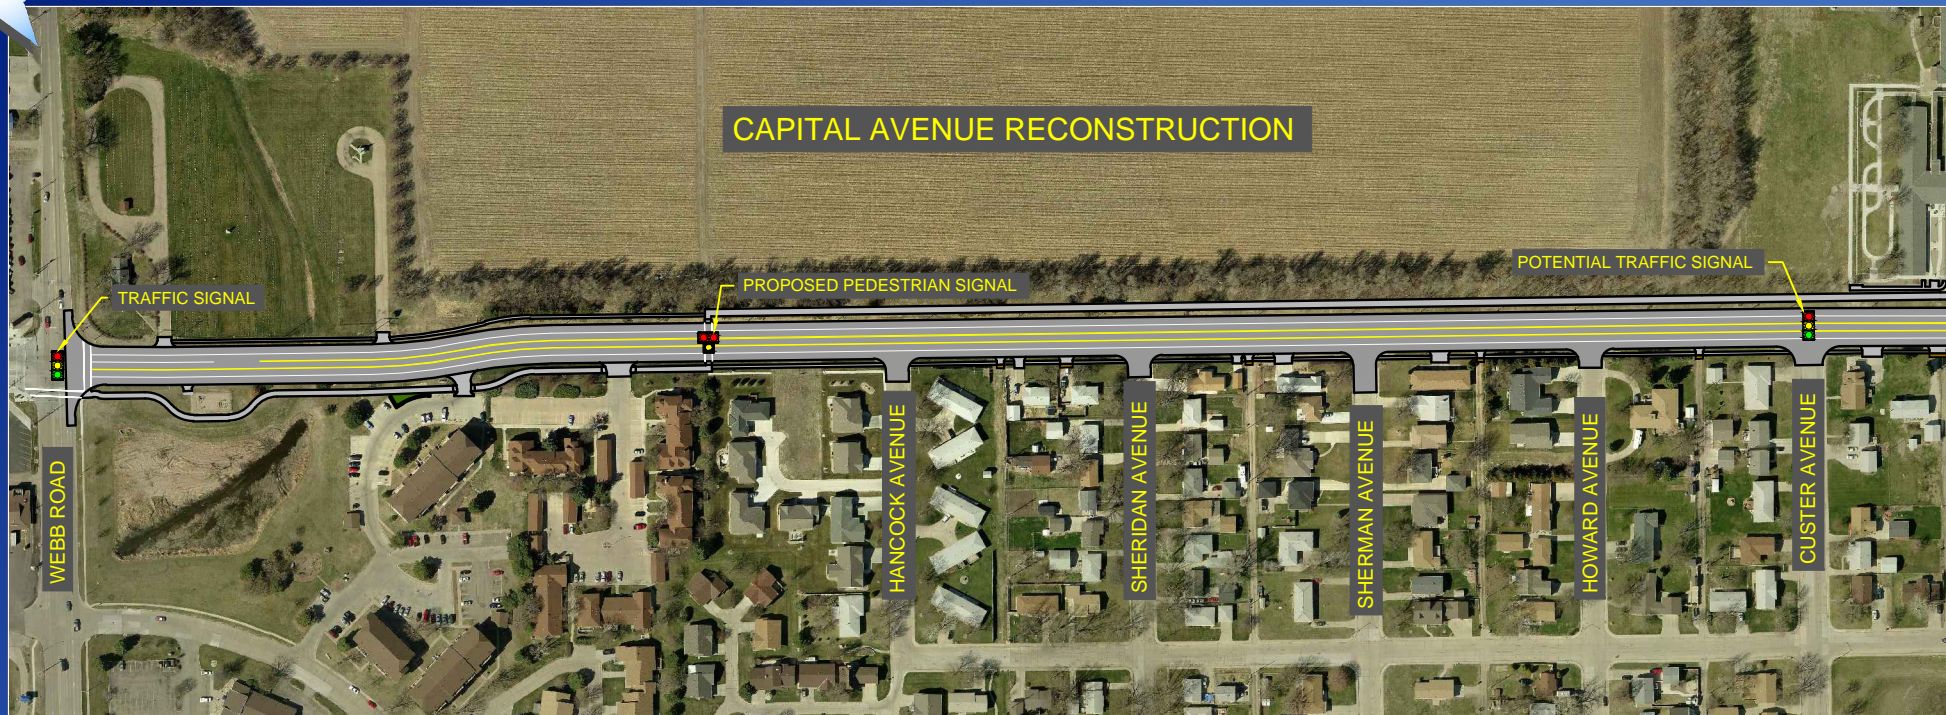 CAPITAL AVENUE RECONSTRUCTION
POTENTIAL TRAFFIC SIGNAL
PROPOSED PEDESTRIAN SIGNAL
TRAFFIC SIGNAL
WEBB ROAD
HANCOCK AVENUE
SHERIDAN AVENUE
SHERMAN AVENUE
HOWARD AVENUE
CUSTER AVENUE